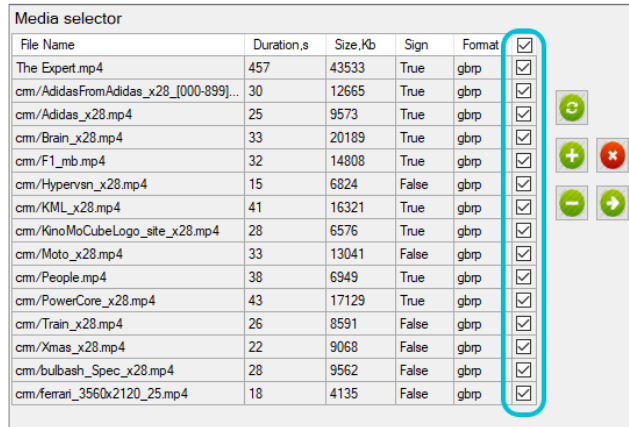 Media selector
File Name Duration,s Size,Kb Sign Format
The Expert.mp4 457 43533 True gbrp
crm/AdidasFromAdidas_x28_[000-899]... 30 12665 True gbrp
crm/Adidas_x28.mp4 25 9573 True gbrp
crm/Brain_x28.mp4 33 20189 True gbrp
crm/F1_mb.mp4 32 14808 True gbrp
crm/Hypervsn_x28.mp4 15 6824 False gbrp
crm/KML_x28.mp4 41 16321 True gbrp
crm/KinoMoCubeLogo_site_x28.mp4 28 6576 True gbrp
crm/Moto_x28.mp4 33 13041 False gbrp
crm/People.mp4 38 6949 True gbrp
crm/PowerCore_x28.mp4 43 17129 True gbrp
crm/Train_x28.mp4 26 8591 False gbrp
crm/Xmas_x28.mp4 22 9068 False gbrp
crm/bulbash_Spec_x28.mp4 28 9562 False gbrp
crm/ferrari_3560x2120_25.mp4 18 4135 False gbrp